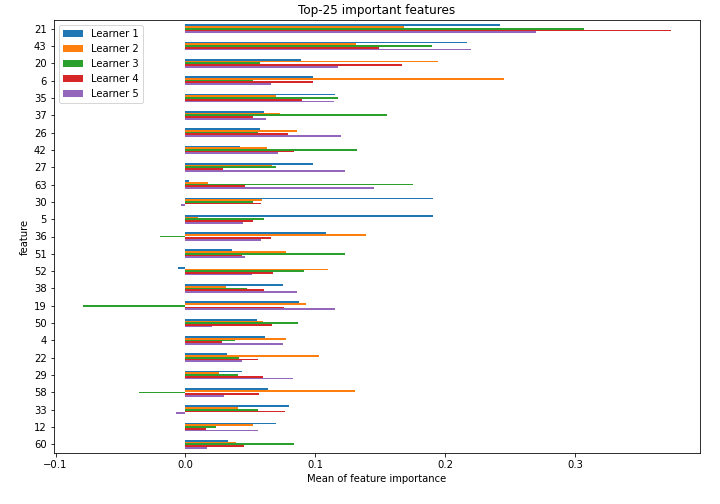 Top-25 important features
Learner 1
Learner 2
Learner 3
Learner 4
Learner 5
21
43
20
6
35
37
26
42
27
63
30
5
36
51
52
38
19
50
4
22
29
58
33
12
60
feature
−0.1 0.0 0.1 0.2 0.3
Mean of feature importance